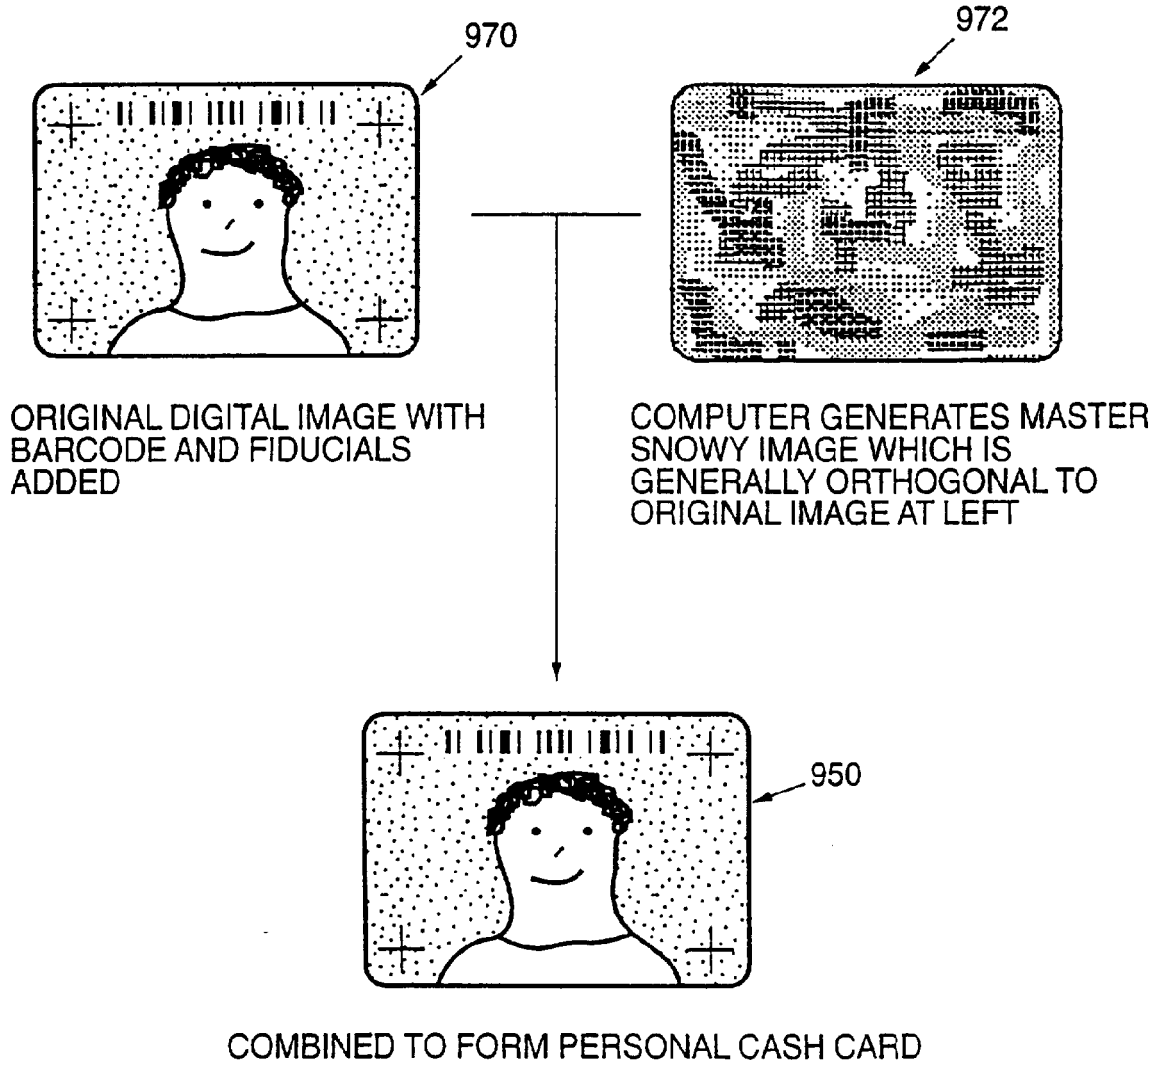 970
972
ORIGINAL DIGITAL IMAGE WITH
BARCODE AND FIDUCIALS
ADDED
COMPUTER GENERATES MASTER
SNOWY IMAGE WHICH IS
GENERALLY ORTHOGONAL TO
ORIGINAL IMAGE AT LEFT
950
COMBINED TO FORM PERSONAL CASH CARD